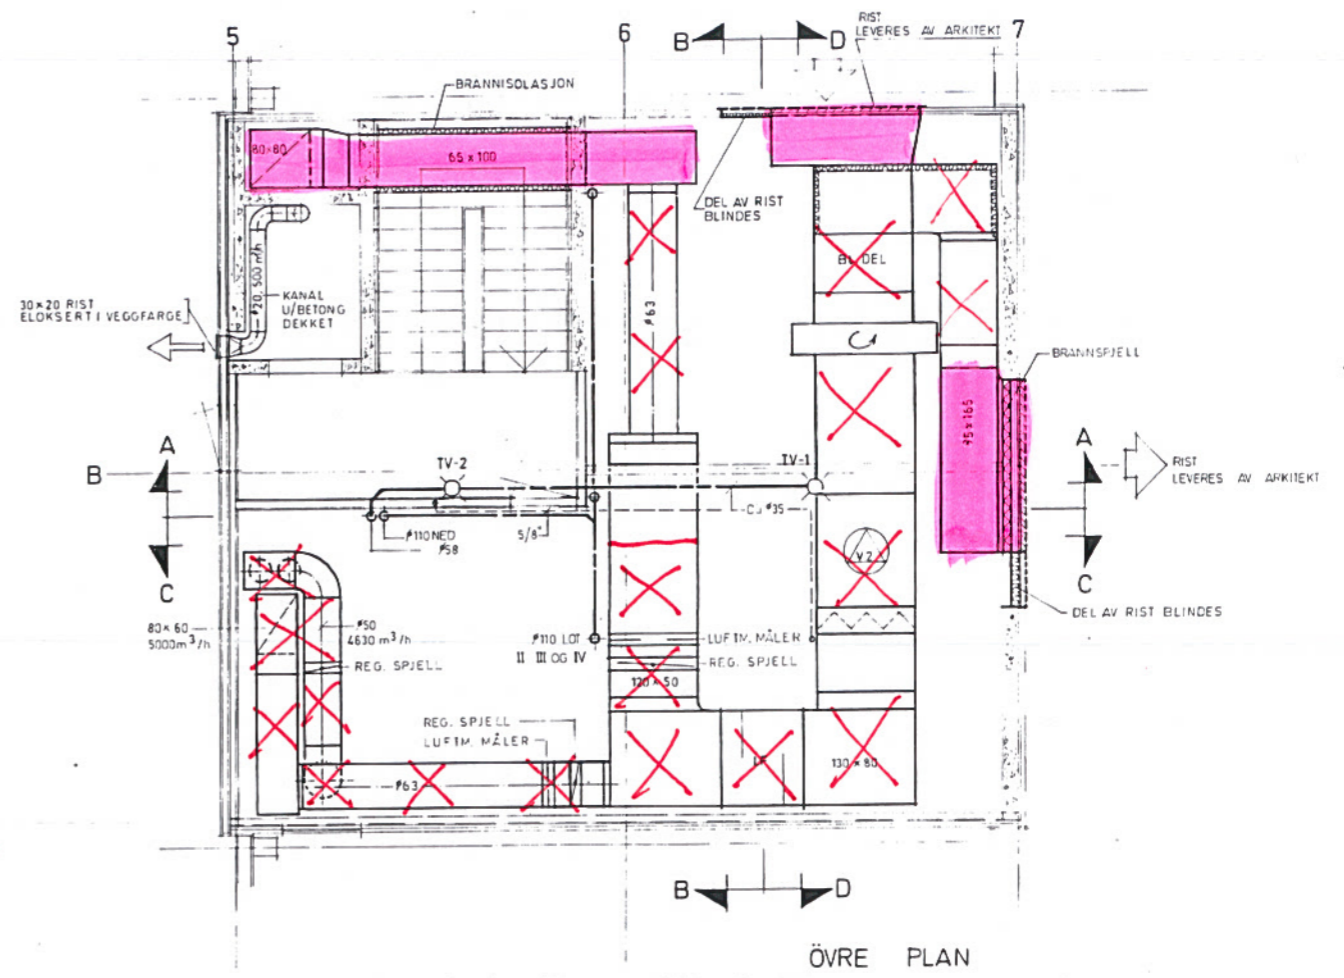 RIST
LEVERES AV ARKITEKT
5
6
B
D
7
BRANNISOLASJON
80×80
65 x 100
DEL AV RIST
BLINDES
BL DEL
ø20, 500 m³/h
KANAL
U/BETONG
DEKKET
30×20 RIST
ELOKSERT I VEGGFARGE
ø63
BRANNSPJELL
A
B
TV-2
TV-1
A
RIST
LEVERES AV ARKITEKT
CU ø35
ø110 NED
ø58
5/8"
V.2
C
C
DEL AV RIST BLINDES
80×60
5000m³/h
ø50
4630 m³/h
REG. SPJELL
ø110 LOT
II III OG IV
LUFTM. MÅLER
REG. SPJELL
120 × 50
REG. SPJELL
LUFTM. MÅLER
ø63
130 × 80
B
D
ÖVRE PLAN